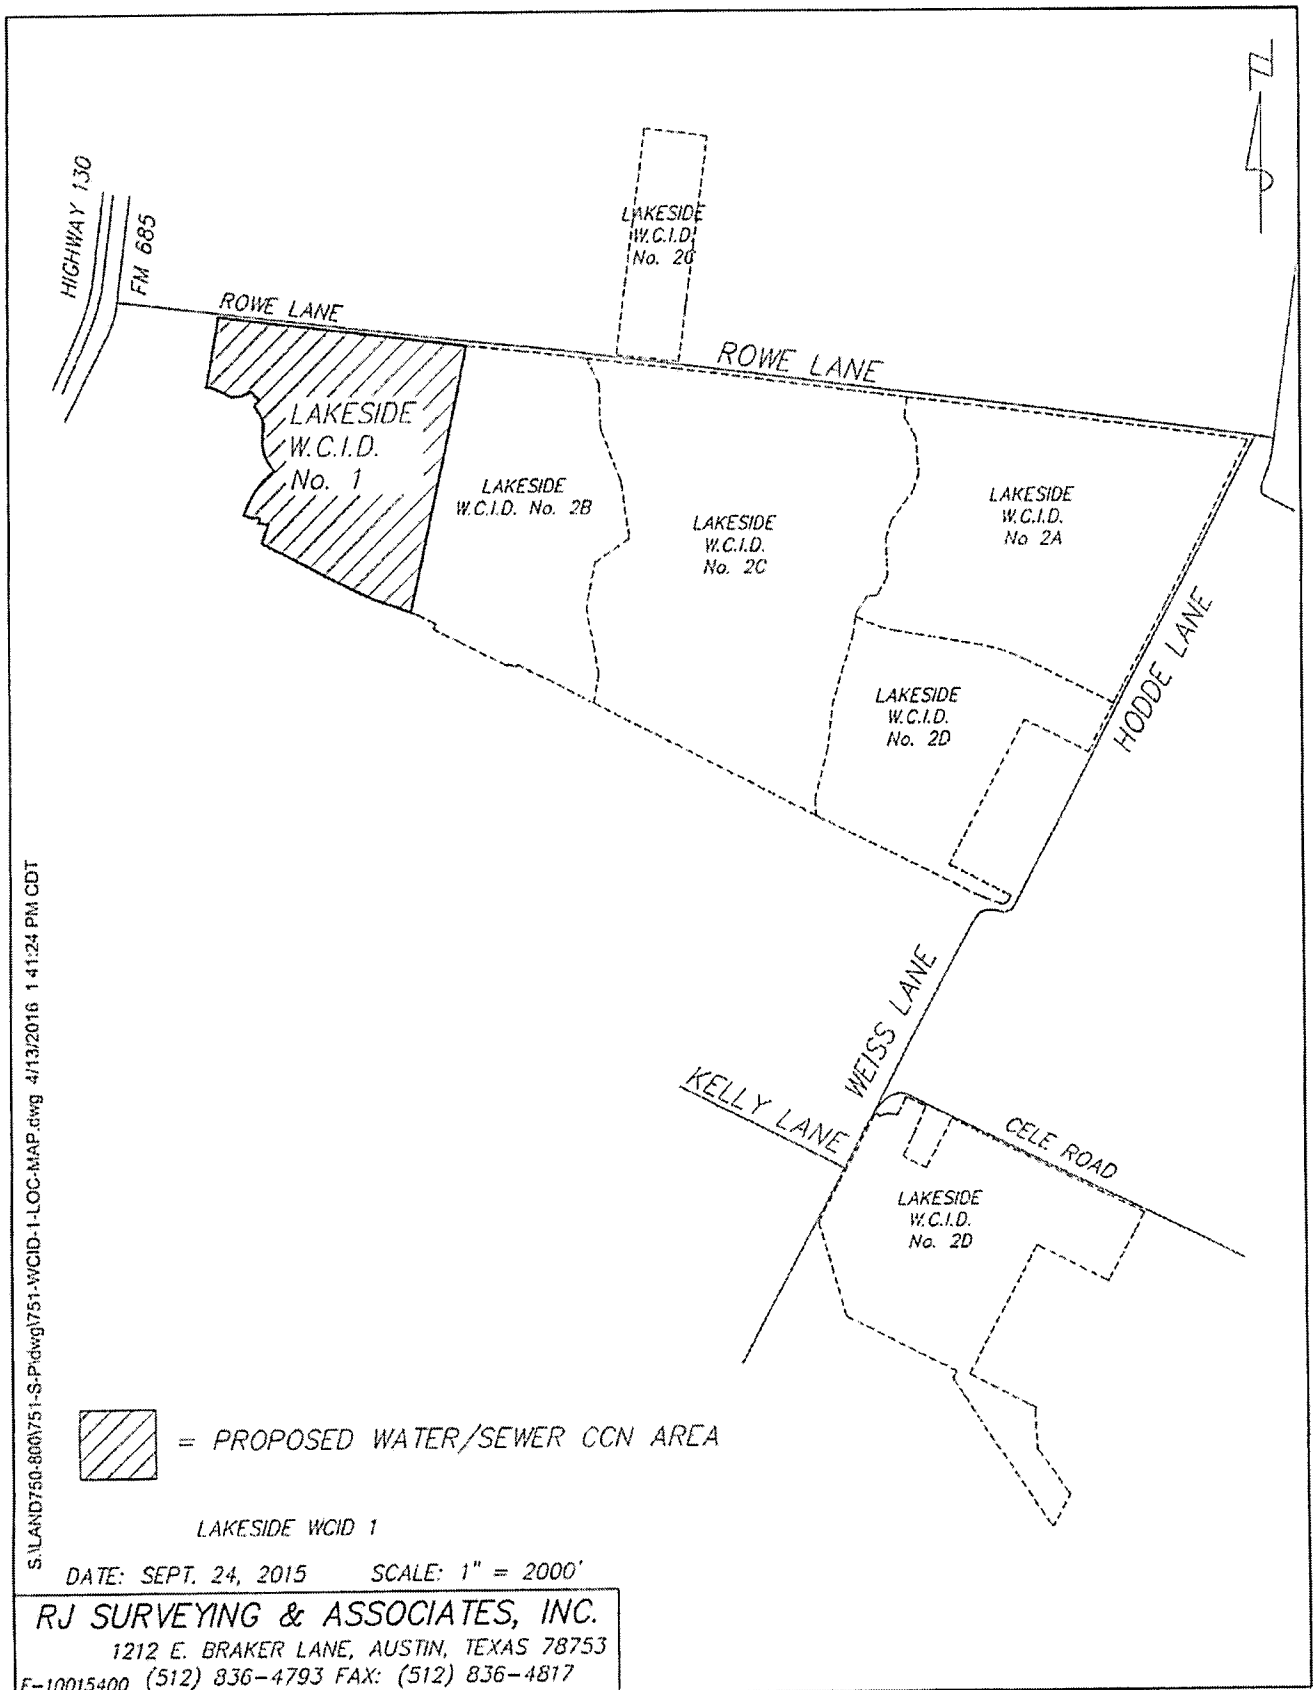 HIGHWAY 130
FM 685
ROWE LANE
LAKESIDE
W.C.I.D.
No. 2C
ROWE LANE
LAKESIDE
W.C.I.D.
No. 1
LAKESIDE
W.C.I.D. No. 2B
LAKESIDE
W.C.I.D.
No. 2C
LAKESIDE
W.C.I.D.
No 2A
LAKESIDE
W.C.I.D.
No. 2D
HODDE LANE
WEISS LANE
KELLY LANE
CELE ROAD
LAKESIDE
W.C.I.D.
No. 2D
S:\LAND750-800\751-S-P\dwg\751-WCID-1-LOC-MAP.dwg 4/13/2016 1 41:24 PM CDT
= PROPOSED WATER/SEWER CCN AREA
LAKESIDE WCID 1
DATE: SEPT. 24, 2015 SCALE: 1" = 2000'
RJ SURVEYING & ASSOCIATES, INC.
1212 E. BRAKER LANE, AUSTIN, TEXAS 78753
F-10015400 (512) 836-4793 FAX: (512) 836-4817